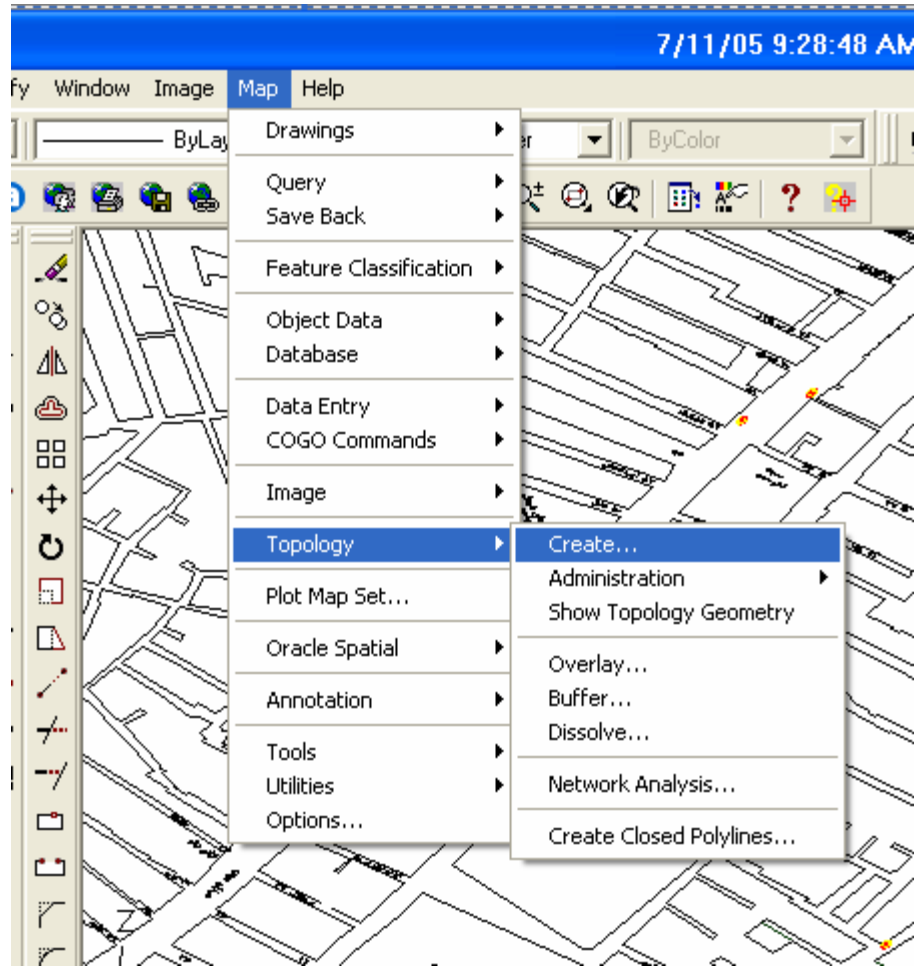 7/11/05 9:28:48 AM
fy Window Image Map Help
ByLay er ByColor
Drawings
Query
Save Back
Feature Classification
Object Data
Database
Data Entry
COGO Commands
Image
Topology
Plot Map Set...
Oracle Spatial
Annotation
Tools
Utilities
Options...
Create...
Administration
Show Topology Geometry
Overlay...
Buffer...
Dissolve...
Network Analysis...
Create Closed Polylines...